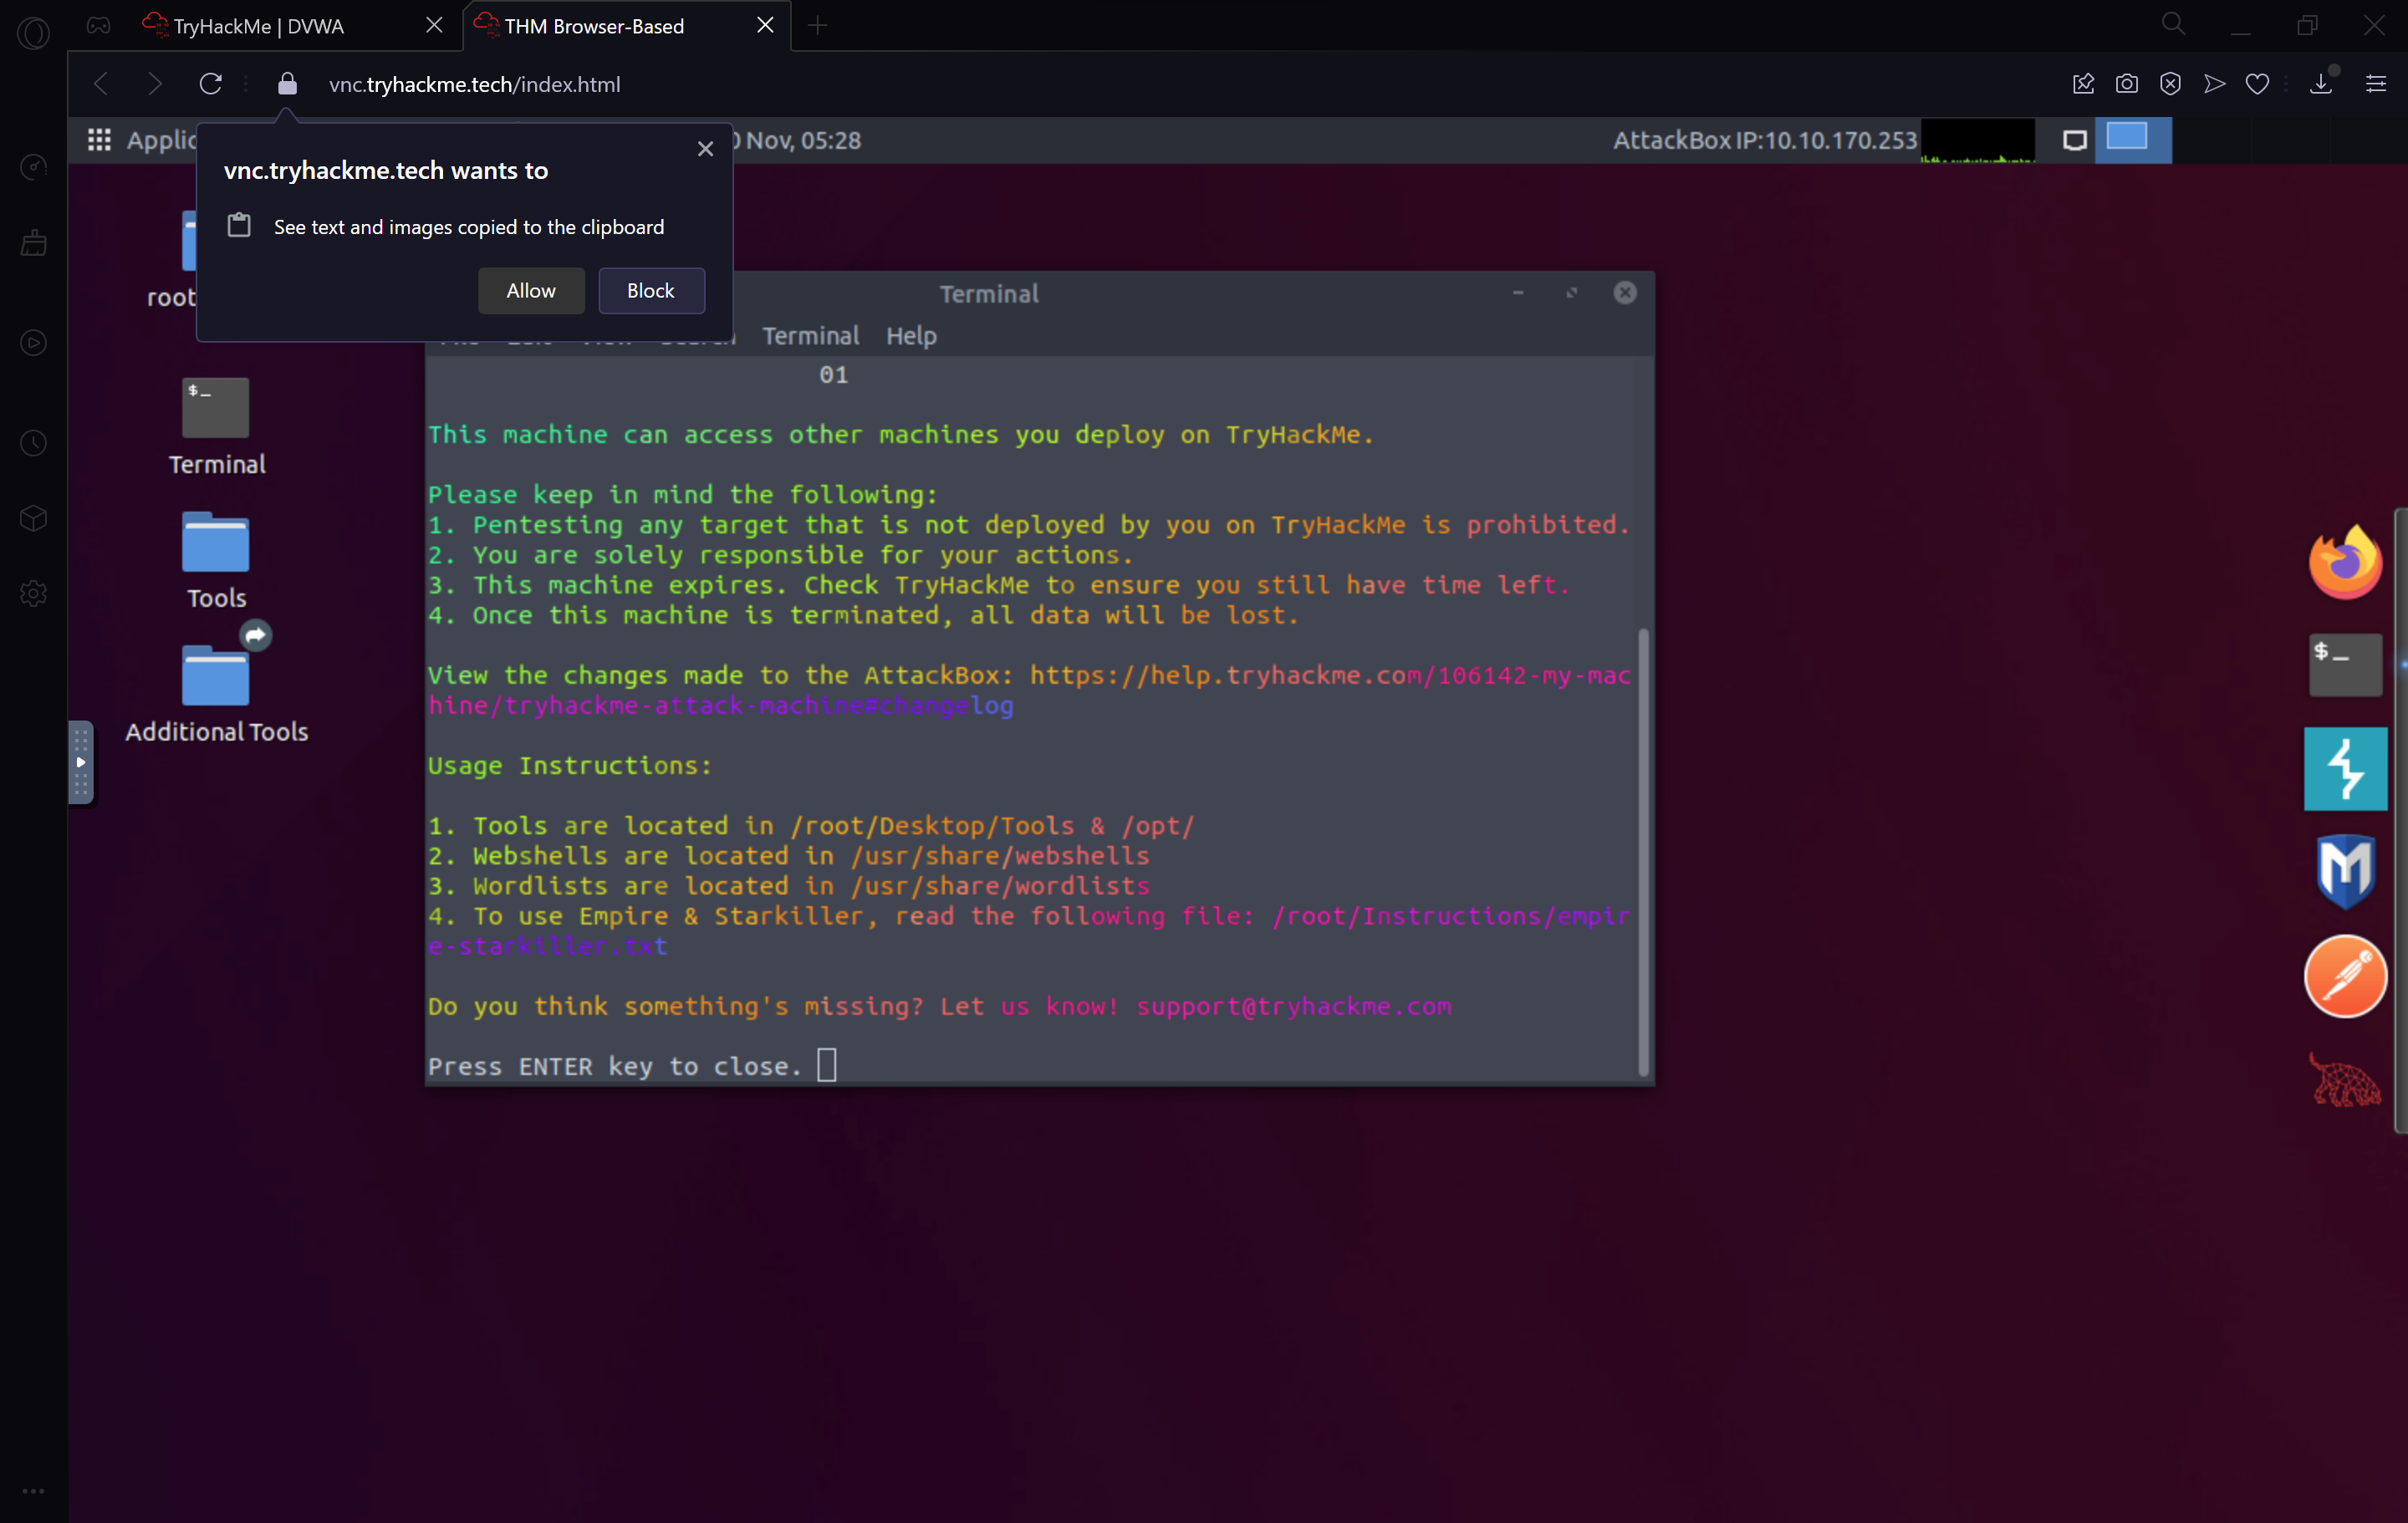 TryHackMe | DVWA
THM Browser-Based
vnc.tryhackme.tech/index.html
Applic
0 Nov, 05:28
AttackBox IP:10.10.170.253
vnc.tryhackme.tech wants to
See text and images copied to the clipboard
Allow
Block
root
Terminal
Terminal
Help
$_
Terminal
Tools
Additional Tools
01
This machine can access other machines you deploy on TryHackMe.
Please keep in mind the following:
1. Pentesting any target that is not deployed by you on TryHackMe is prohibited.
2. You are solely responsible for your actions.
3. This machine expires. Check TryHackMe to ensure you still have time left.
4. Once this machine is terminated, all data will be lost.
View the changes made to the AttackBox: https://help.tryhackme.com/106142-my-mac
hine/tryhackme-attack-machine#changelog
Usage Instructions:
1. Tools are located in /root/Desktop/Tools & /opt/
2. Webshells are located in /usr/share/webshells
3. Wordlists are located in /usr/share/wordlists
4. To use Empire & Starkiller, read the following file: /root/Instructions/empir
e-starkiller.txt
Do you think something's missing? Let us know! support@tryhackme.com
Press ENTER key to close.
$_